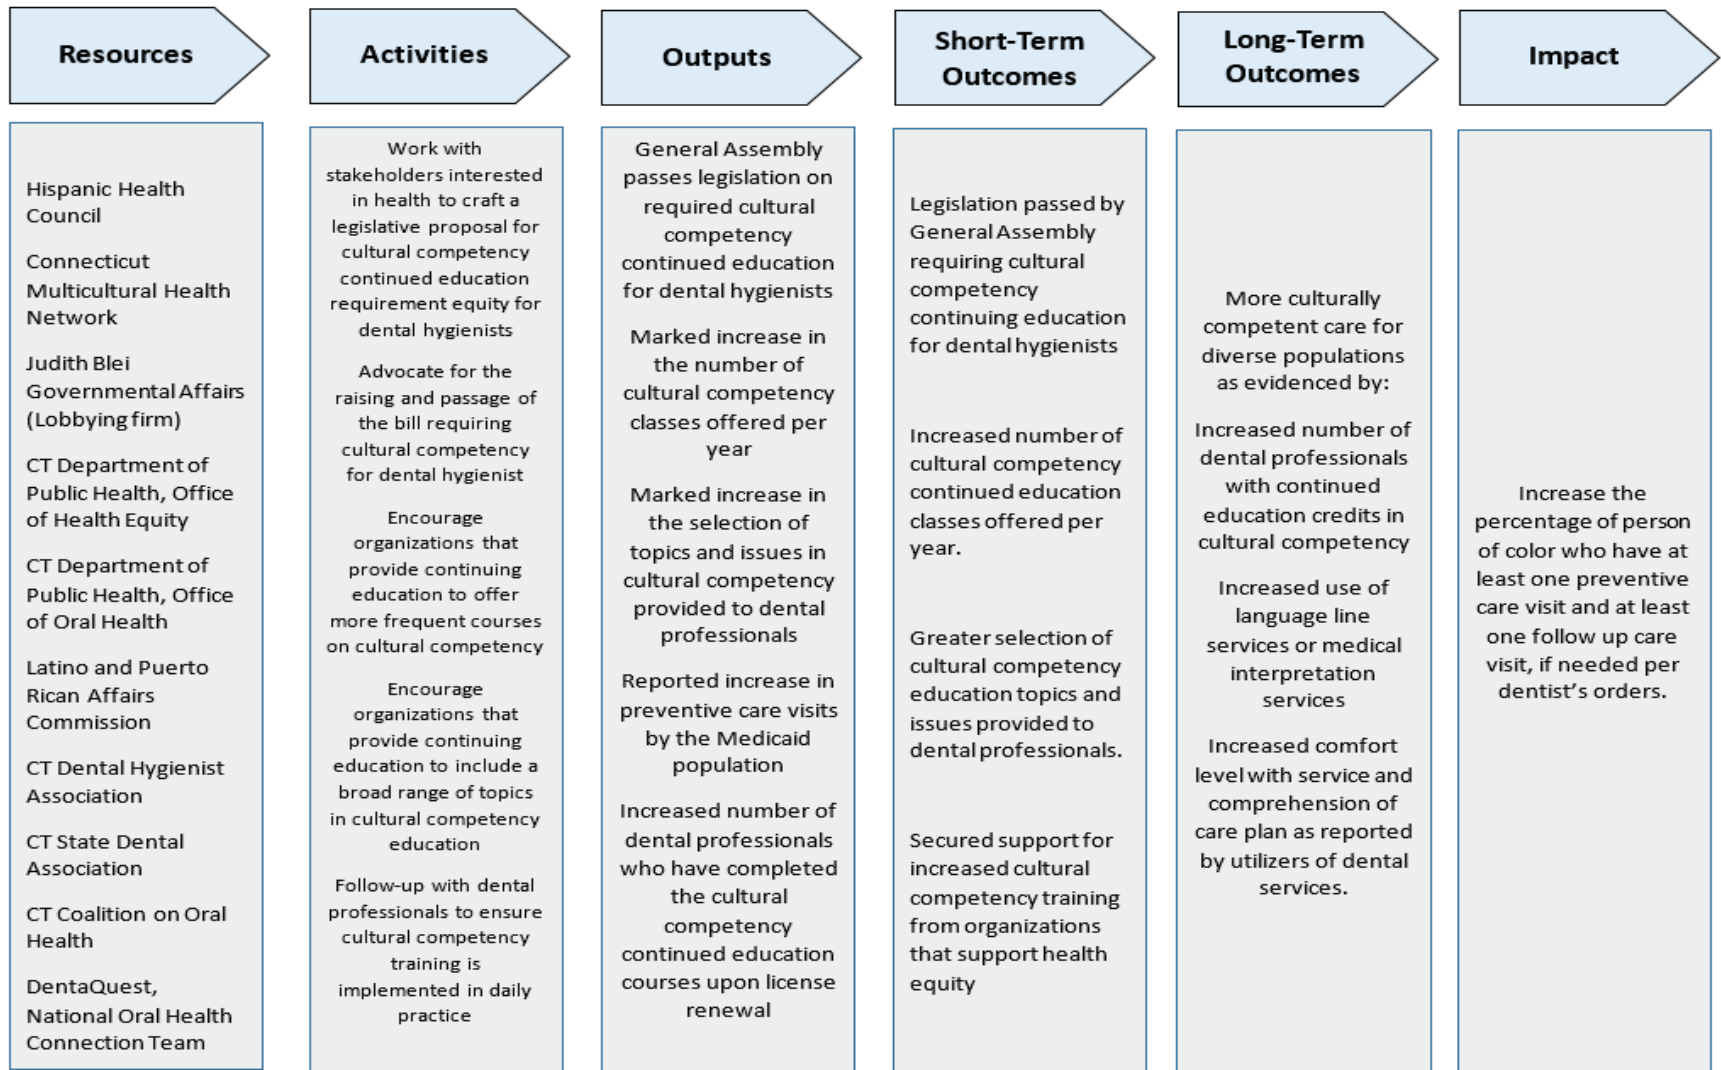 Resources
Activities
Outputs
Short-Term
Outcomes
Long-Term
Outcomes
Impact
Hispanic Health
Council
Connecticut
Multicultural Health
Network
Judith Blei
Governmental Affairs
(Lobbying firm)
CT Department of
Public Health, Office
of Health Equity
CT Department of
Public Health, Office
of Oral Health
Latino and Puerto
Rican Affairs
Commission
CT Dental Hygienist
Association
CT State Dental
Association
CT Coalition on Oral
Health
DentaQuest,
National Oral Health
Connection Team
Work with
stakeholders interested
in health to craft a
legislative proposal for
cultural competency
continued education
requirement equity for
dental hygienists
Advocate for the
raising and passage of
the bill requiring
cultural competency
for dental hygienist
Encourage
organizations that
provide continuing
education to offer
more frequent courses
on cultural competency
Encourage
organizations that
provide continuing
education to include a
broad range of topics
in cultural competency
education
Follow-up with dental
professionals to ensure
cultural competency
training is
implemented in daily
practice
General Assembly
passes legislation on
required cultural
competency
continued education
for dental hygienists
Marked increase in
the number of
cultural competency
classes offered per
year
Marked increase in
the selection of
topics and issues in
cultural competency
provided to dental
professionals
Reported increase in
preventive care visits
by the Medicaid
population
Increased number of
dental professionals
who have completed
the cultural
competency
continued education
courses upon license
renewal
Legislation passed by
General Assembly
requiring cultural
competency
continuing education
for dental hygienists
Increased number of
cultural competency
continued education
classes offered per
year.
Greater selection of
cultural competency
education topics and
issues provided to
dental professionals.
Secured support for
increased cultural
competency training
from organizations
that support health
equity
More culturally
competent care for
diverse populations
as evidenced by:
Increased number of
dental professionals
with continued
education credits in
cultural competency
Increased use of
language line
services or medical
interpretation
services
Increased comfort
level with service and
comprehension of
care plan as reported
by utilizers of dental
services.
Increase the
percentage of person
of color who have at
least one preventive
care visit and at least
one follow up care
visit, if needed per
dentist’s orders.